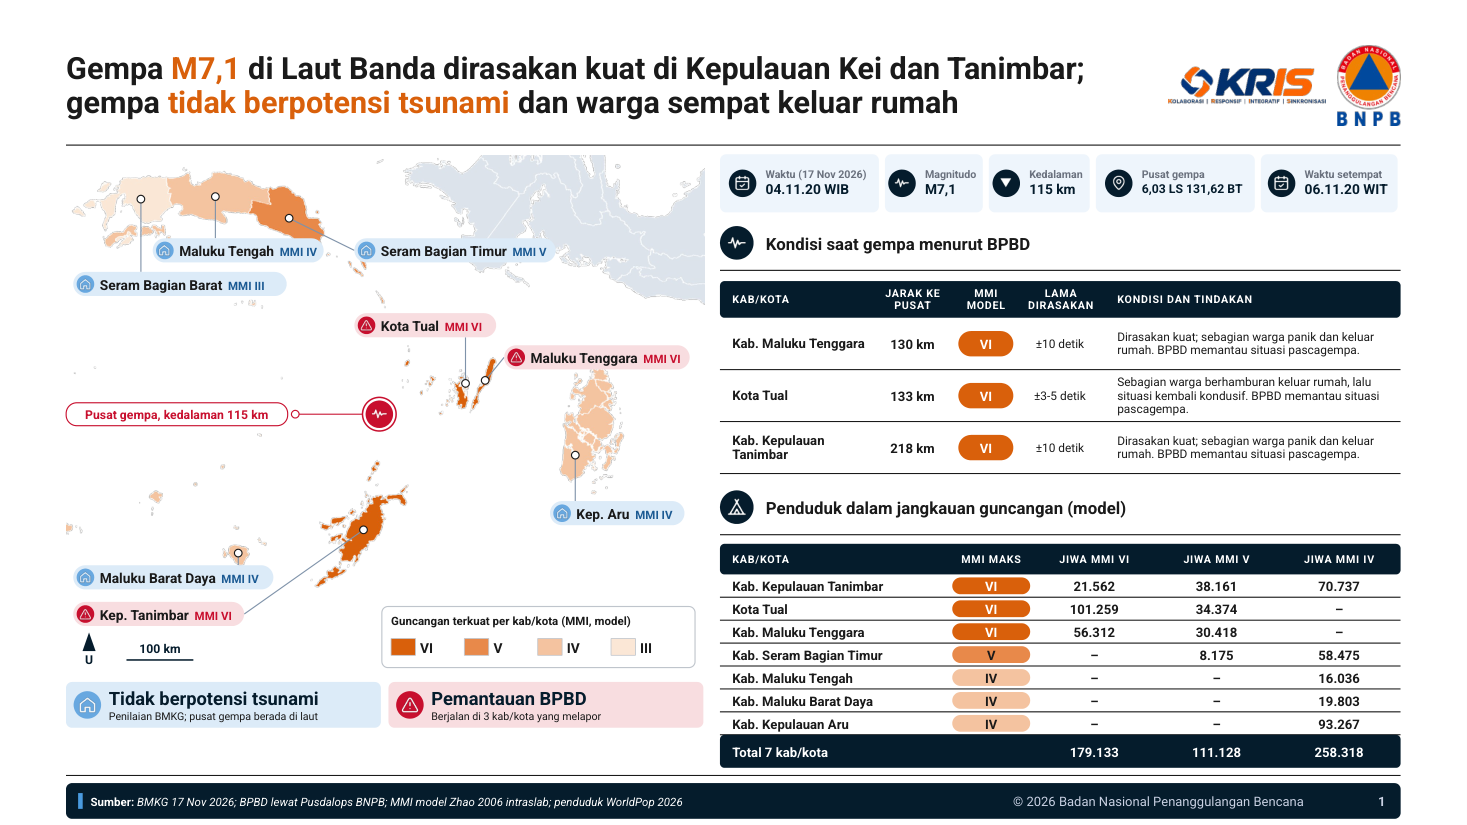 Gempa M7,1 di Laut Banda dirasakan kuat di Kepulauan Kei dan Tanimbar;
gempa tidak berpotensi tsunami dan warga sempat keluar rumah
KRIS
KOLABORASI | RESPONSIF | INTEGRATIF | SINKRONISASI
BADAN NASIONAL
PENANGGULANGAN BENCANA
BNPB
Maluku Tengah MMI IV
Seram Bagian Timur MMI V
Seram Bagian Barat MMI III
Kota Tual MMI VI
Maluku Tenggara MMI VI
Pusat gempa, kedalaman 115 km
Kep. Aru MMI IV
Maluku Barat Daya MMI IV
Kep. Tanimbar MMI VI
U
100 km
Guncangan terkuat per kab/kota (MMI, model)
VI V IV III
Tidak berpotensi tsunami
Penilaian BMKG; pusat gempa berada di laut
Pemantauan BPBD
Berjalan di 3 kab/kota yang melapor
Waktu (17 Nov 2026)
04.11.20 WIB
Magnitudo
M7,1
Kedalaman
115 km
Pusat gempa
6,03 LS 131,62 BT
Waktu setempat
06.11.20 WIT
Kondisi saat gempa menurut BPBD
KAB/KOTA JARAK KE PUSAT MMI MODEL LAMA DIRASAKAN KONDISI DAN TINDAKAN
Kab. Maluku Tenggara 130 km VI ±10 detik Dirasakan kuat; sebagian warga panik dan keluar
rumah. BPBD memantau situasi pascagempa.
Kota Tual 133 km VI ±3-5 detik Sebagian warga berhamburan keluar rumah, lalu
situasi kembali kondusif. BPBD memantau situasi
pascagempa.
Kab. Kepulauan Tanimbar 218 km VI ±10 detik Dirasakan kuat; sebagian warga panik dan keluar
rumah. BPBD memantau situasi pascagempa.
Penduduk dalam jangkauan guncangan (model)
KAB/KOTA MMI MAKS JIWA MMI VI JIWA MMI V JIWA MMI IV
Kab. Kepulauan Tanimbar VI 21.562 38.161 70.737
Kota Tual VI 101.259 34.374 –
Kab. Maluku Tenggara VI 56.312 30.418 –
Kab. Seram Bagian Timur V – 8.175 58.475
Kab. Maluku Tengah IV – – 16.036
Kab. Maluku Barat Daya IV – – 19.803
Kab. Kepulauan Aru IV – – 93.267
Total 7 kab/kota 179.133 111.128 258.318
Sumber: BMKG 17 Nov 2026; BPBD lewat Pusdalops BNPB; MMI model Zhao 2006 intraslab; penduduk WorldPop 2026
© 2026 Badan Nasional Penanggulangan Bencana 1